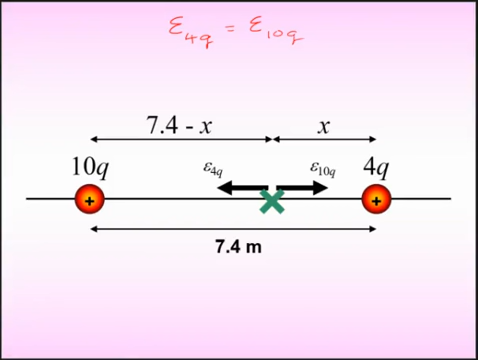 ε4q = ε10q
7.4 - x x
10q ε4q ε10q 4q
+ +
7.4 m